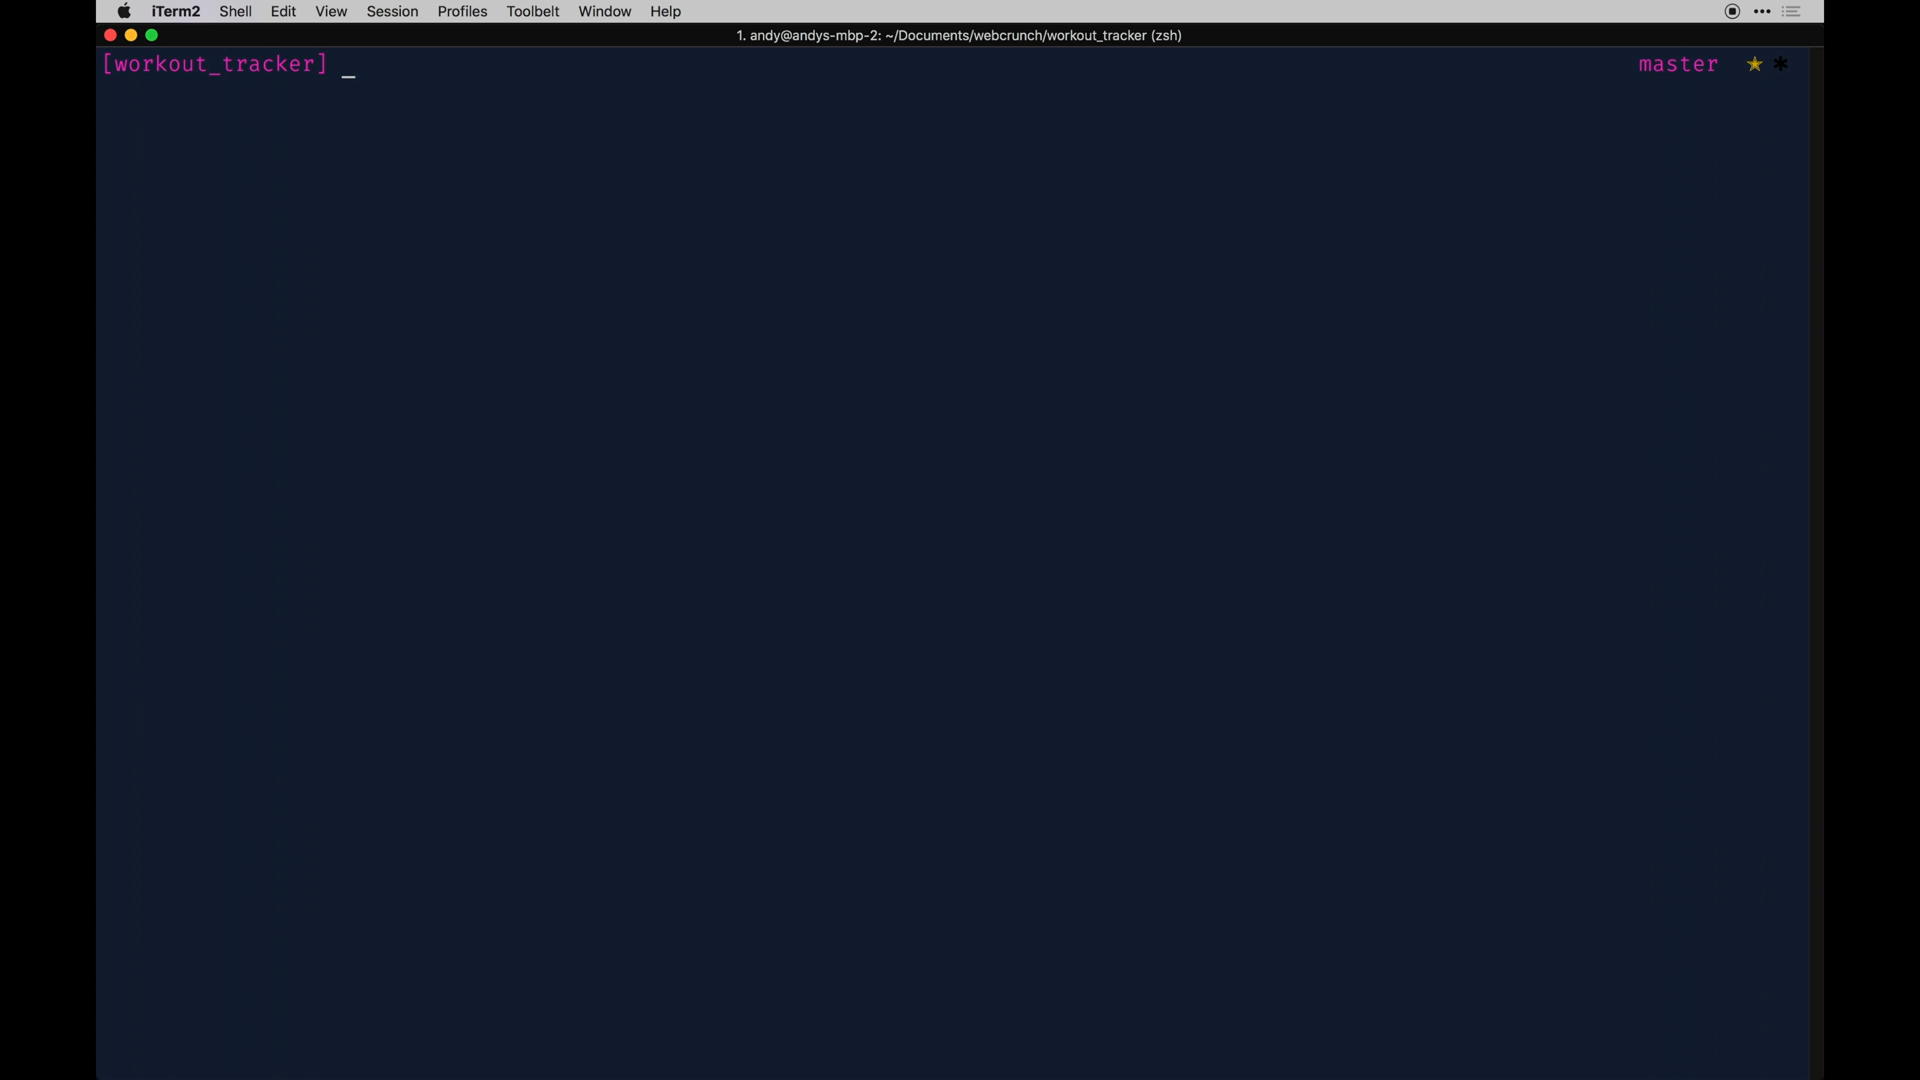 iTerm2 Shell Edit View Session Profiles Toolbelt Window Help
1. andy@andys-mbp-2: ~/Documents/webcrunch/workout_tracker (zsh)
[workout_tracker] _ master ★ *